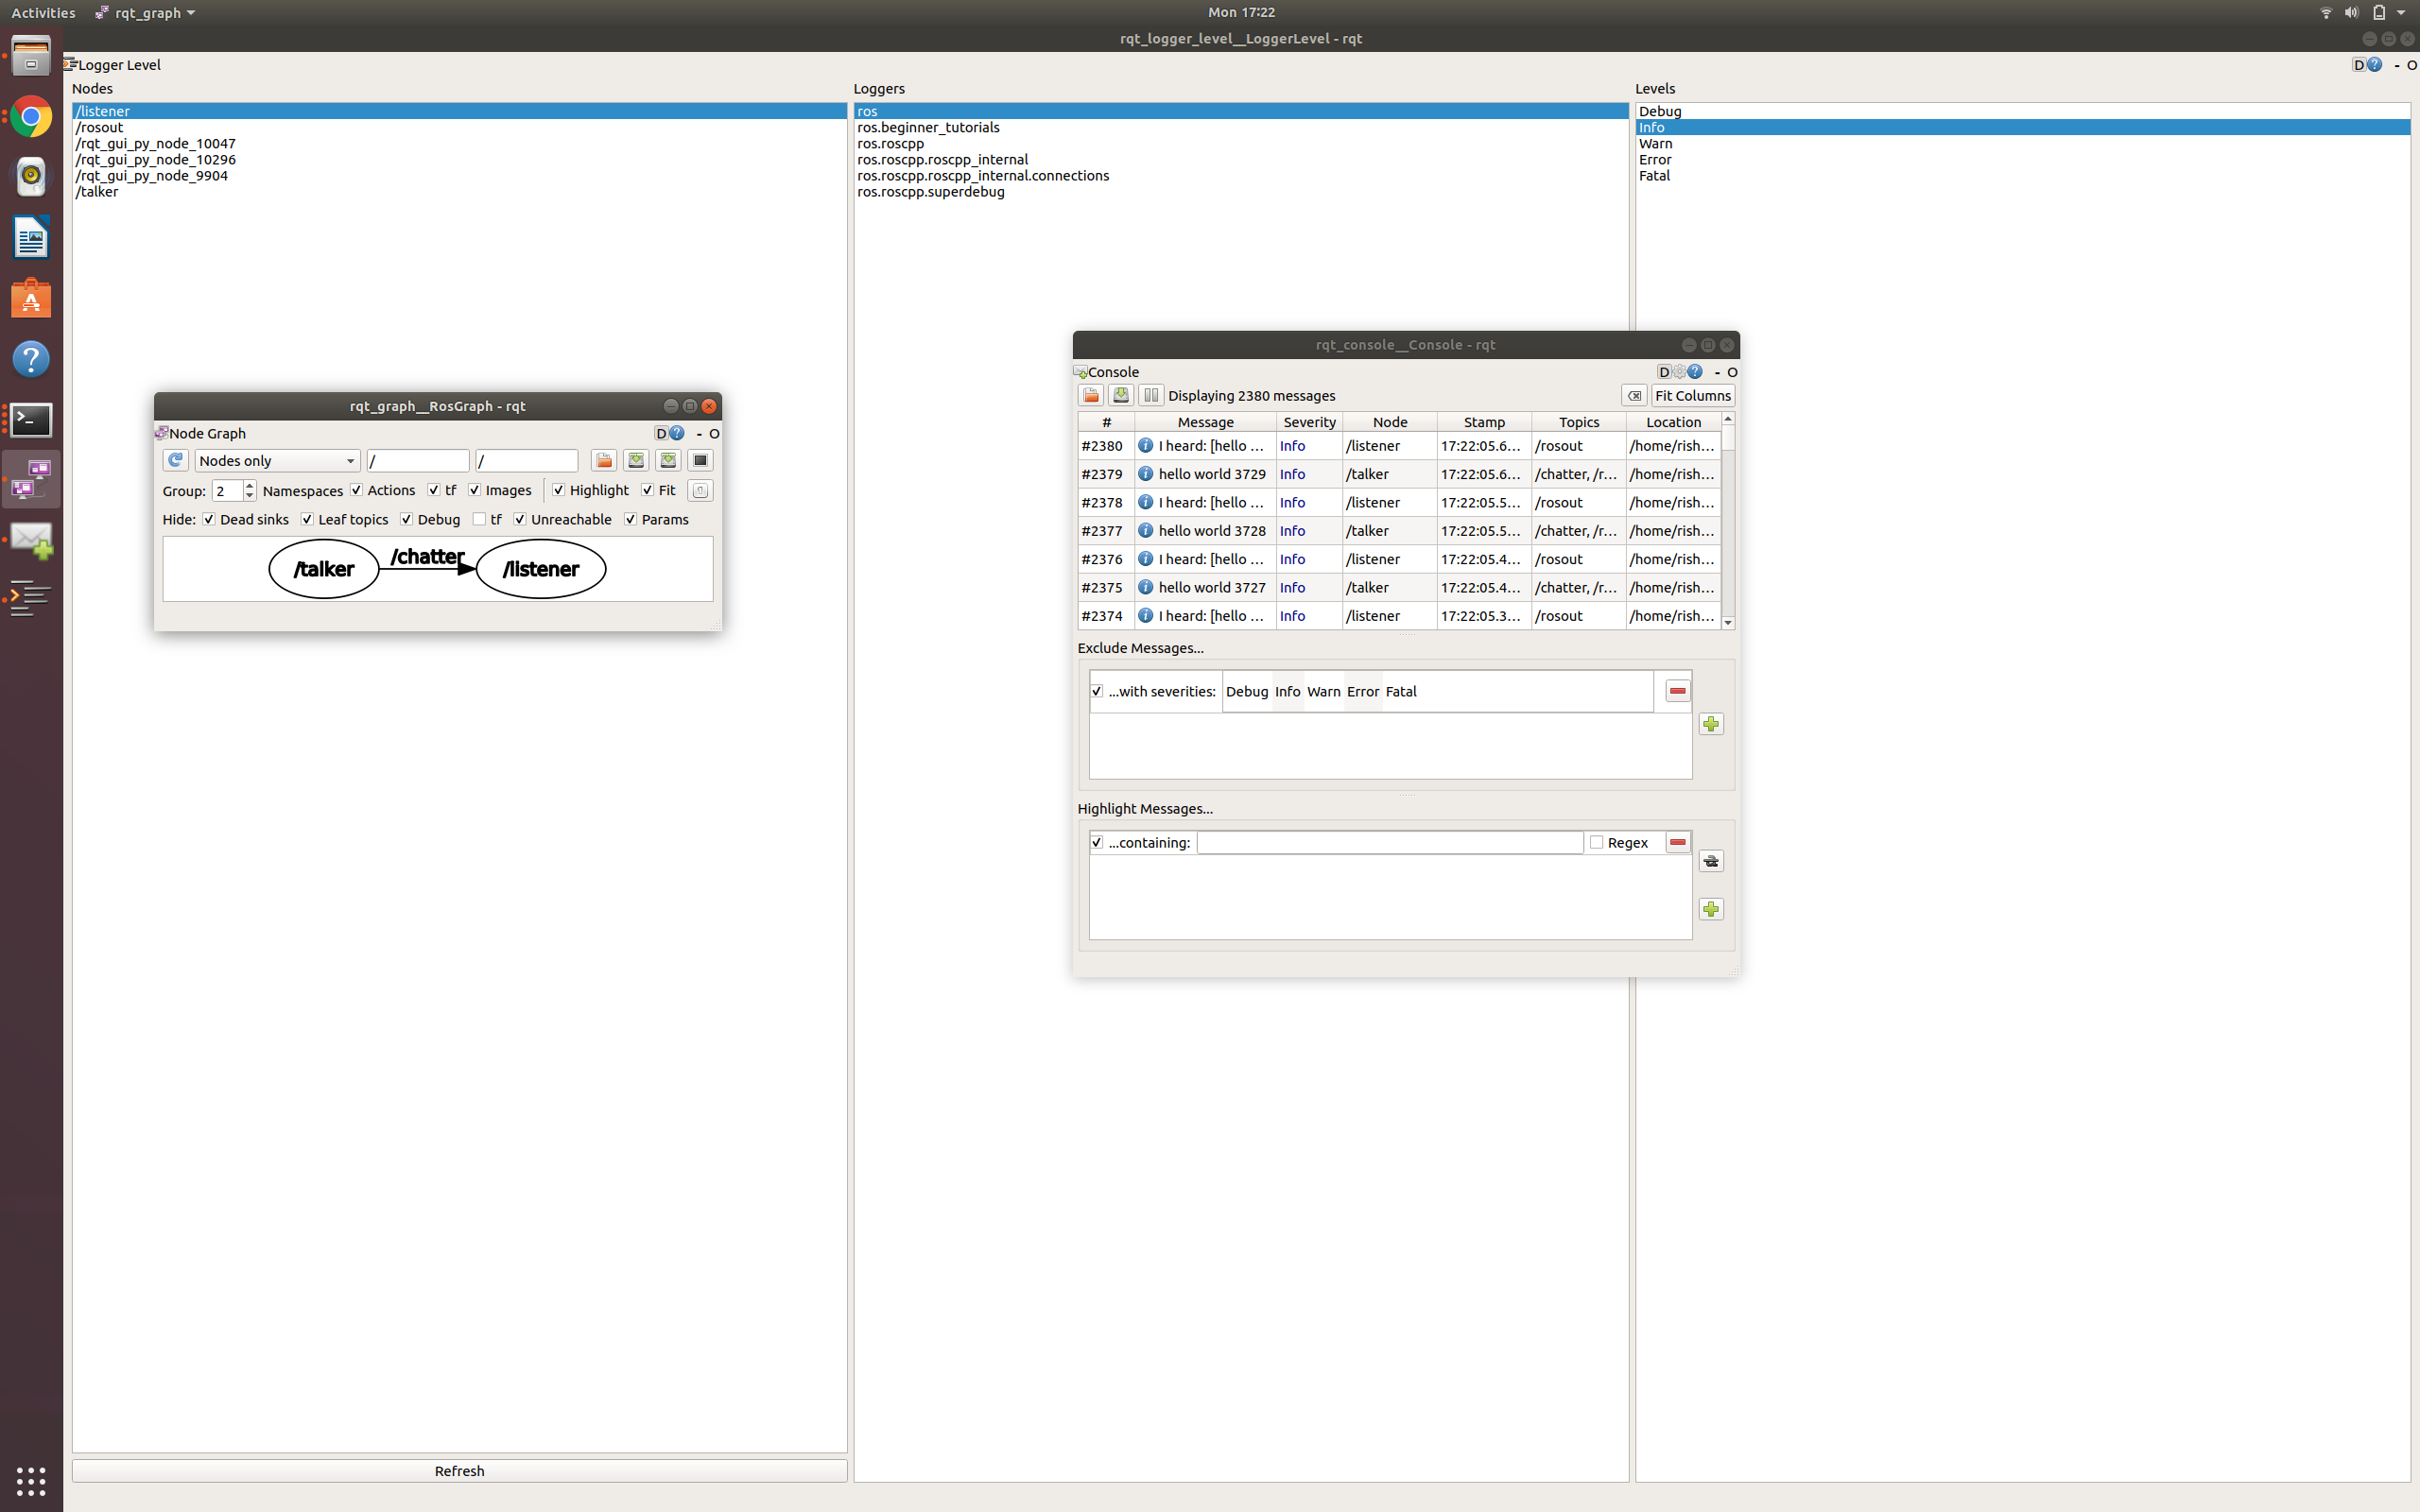 Activities rqt_graph Mon 17:22
rqt_logger_level__LoggerLevel - rqt
Logger Level D ? - O
Nodes
/listener
/rosout
/rqt_gui_py_node_10047
/rqt_gui_py_node_10296
/rqt_gui_py_node_9904
/talker
Refresh
Loggers
ros
ros.beginner_tutorials
ros.roscpp
ros.roscpp.roscpp_internal
ros.roscpp.roscpp_internal.connections
ros.roscpp.superdebug
Levels
Debug
Info
Warn
Error
Fatal
rqt_graph__RosGraph - rqt
Node Graph D ? - O
Nodes only / /
Group: 2 Namespaces Actions tf Images Highlight Fit
Hide: Dead sinks Leaf topics Debug tf Unreachable Params
/talker /chatter /listener
rqt_console__Console - rqt
Console D ? - O
Displaying 2380 messages Fit Columns
# Message Severity Node Stamp Topics Location
#2380 I heard: [hello ... Info /listener 17:22:05.6... /rosout /home/rish...
#2379 hello world 3729 Info /talker 17:22:05.6... /chatter, /r... /home/rish...
#2378 I heard: [hello ... Info /listener 17:22:05.5... /rosout /home/rish...
#2377 hello world 3728 Info /talker 17:22:05.5... /chatter, /r... /home/rish...
#2376 I heard: [hello ... Info /listener 17:22:05.4... /rosout /home/rish...
#2375 hello world 3727 Info /talker 17:22:05.4... /chatter, /r... /home/rish...
#2374 I heard: [hello ... Info /listener 17:22:05.3... /rosout /home/rish...
Exclude Messages...
...with severities: Debug Info Warn Error Fatal
Highlight Messages...
...containing: Regex